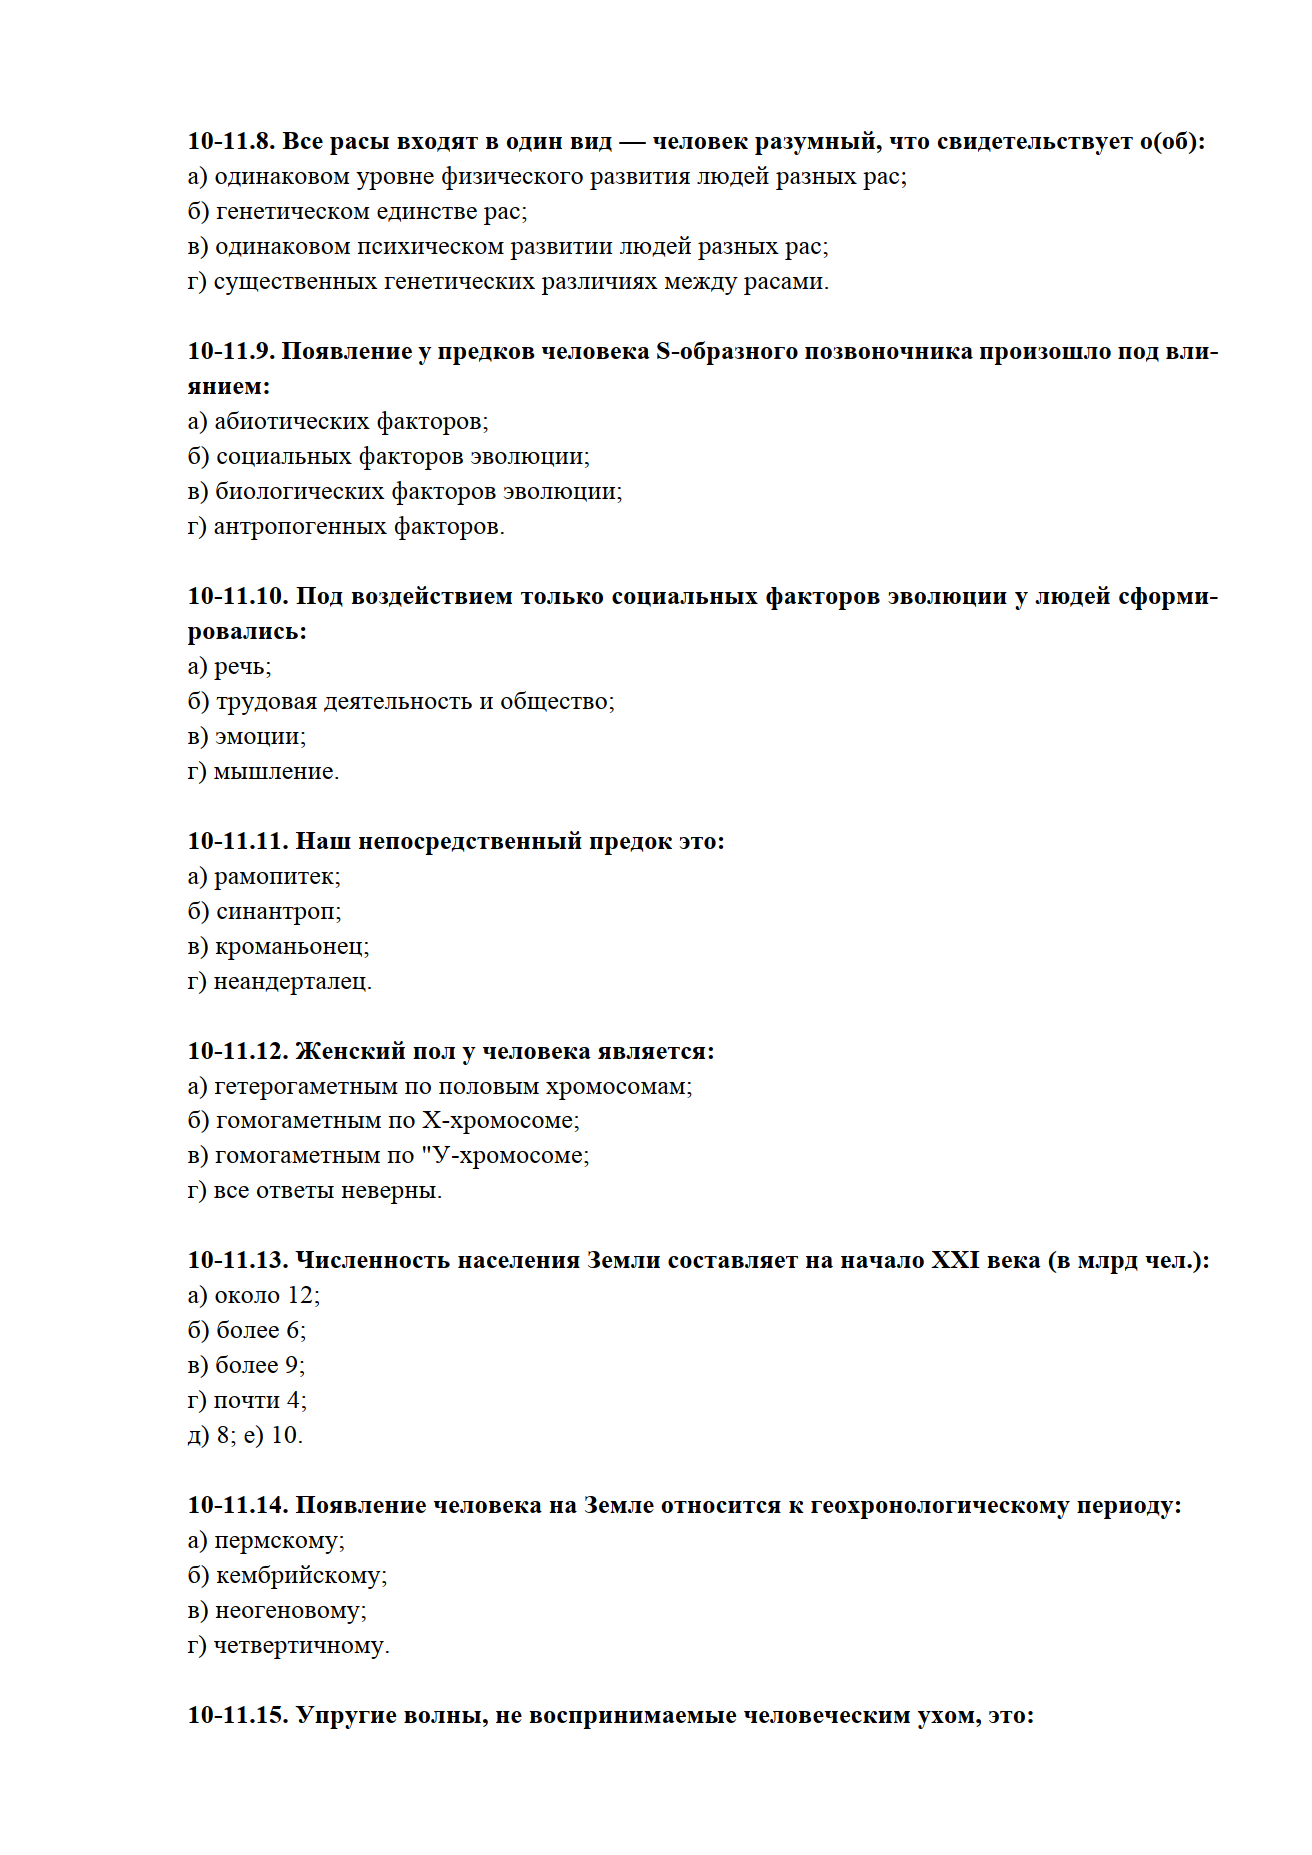 10-11.8. Все расы входят в один вид — человек разумный, что свидетельствует о(об):
а) одинаковом уровне физического развития людей разных рас;
б) генетическом единстве рас;
в) одинаковом психическом развитии людей разных рас;
г) существенных генетических различиях между расами.
10-11.9. Появление у предков человека S-образного позвоночника произошло под вли-
янием:
а) абиотических факторов;
б) социальных факторов эволюции;
в) биологических факторов эволюции;
г) антропогенных факторов.
10-11.10. Под воздействием только социальных факторов эволюции у людей сформи-
ровались:
а) речь;
б) трудовая деятельность и общество;
в) эмоции;
г) мышление.
10-11.11. Наш непосредственный предок это:
а) рамопитек;
б) синантроп;
в) кроманьонец;
г) неандерталец.
10-11.12. Женский пол у человека является:
а) гетерогаметным по половым хромосомам;
б) гомогаметным по Х-хромосоме;
в) гомогаметным по "У-хромосоме;
г) все ответы неверны.
10-11.13. Численность населения Земли составляет на начало XXI века (в млрд чел.):
а) около 12;
б) более 6;
в) более 9;
г) почти 4;
д) 8; е) 10.
10-11.14. Появление человека на Земле относится к геохронологическому периоду:
а) пермскому;
б) кембрийскому;
в) неогеновому;
г) четвертичному.
10-11.15. Упругие волны, не воспринимаемые человеческим ухом, это: